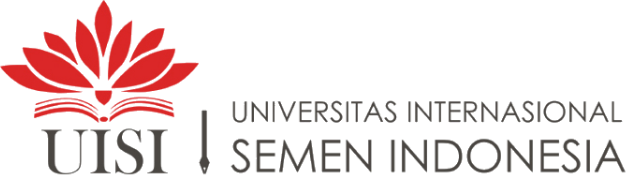 UISI
UNIVERSITAS INTERNASIONAL
SEMEN INDONESIA